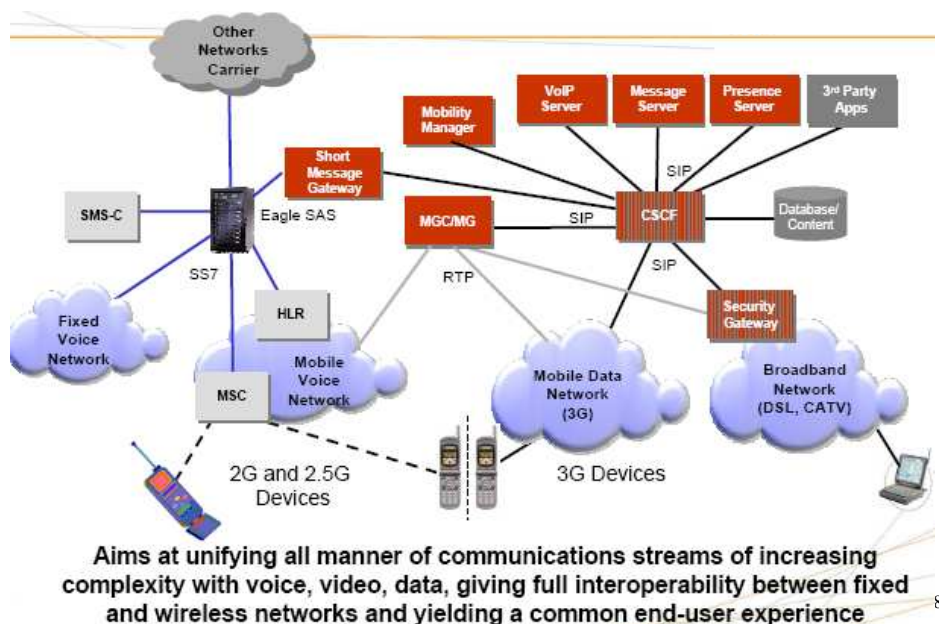 Other
Networks
Carrier
VoIP
Server
Message
Server
Presence
Server
3rd Party
Apps
Mobility
Manager
Short
Message
Gateway
SIP
SMS-C
Eagle SAS
MGC/MG
SIP
CSCF
Database/
Content
SS7
RTP
SIP
HLR
Security
Gateway
Fixed
Voice
Network
Mobile
Voice
Network
MSC
Mobile Data
Network
(3G)
Broadband
Network
(DSL, CATV)
2G and 2.5G
Devices
3G Devices
Aims at unifying all manner of communications streams of increasing
complexity with voice, video, data, giving full interoperability between fixed
and wireless networks and yielding a common end-user experience
8